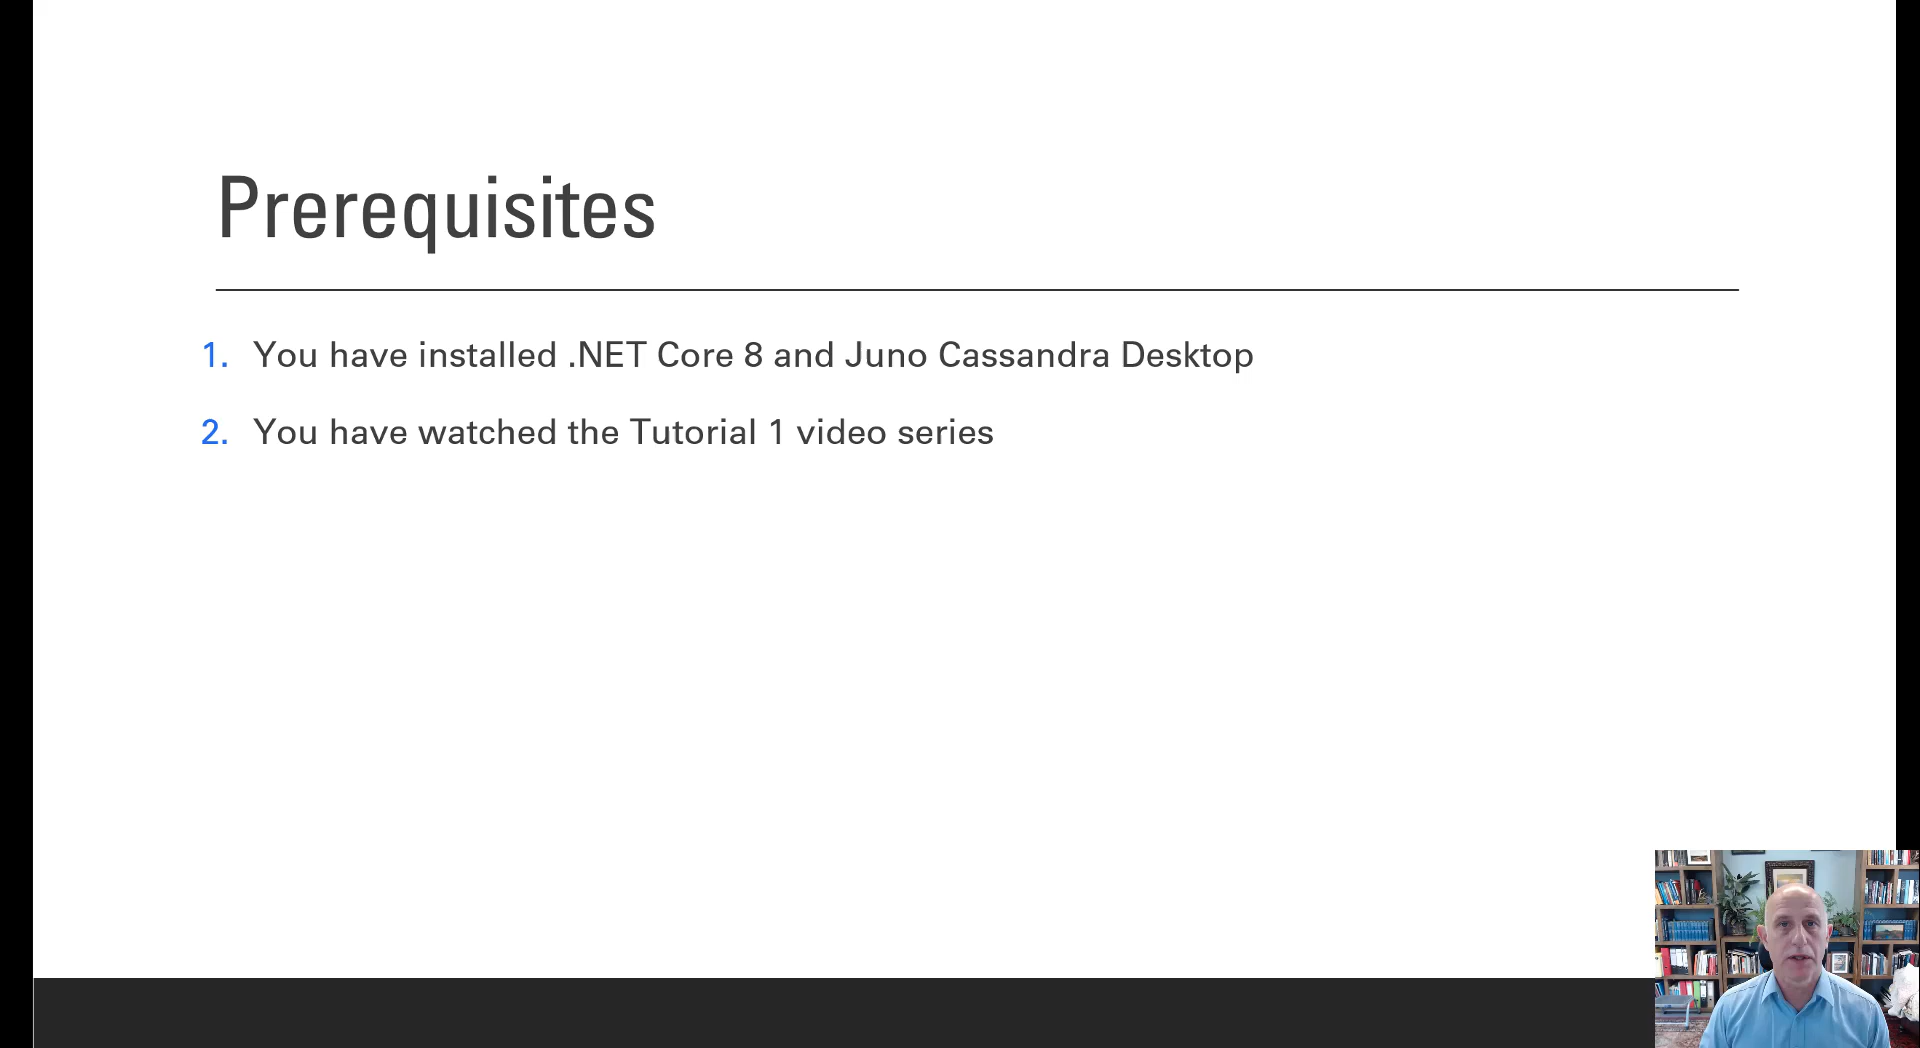 Prerequisites
1. You have installed .NET Core 8 and Juno Cassandra Desktop
2. You have watched the Tutorial 1 video series